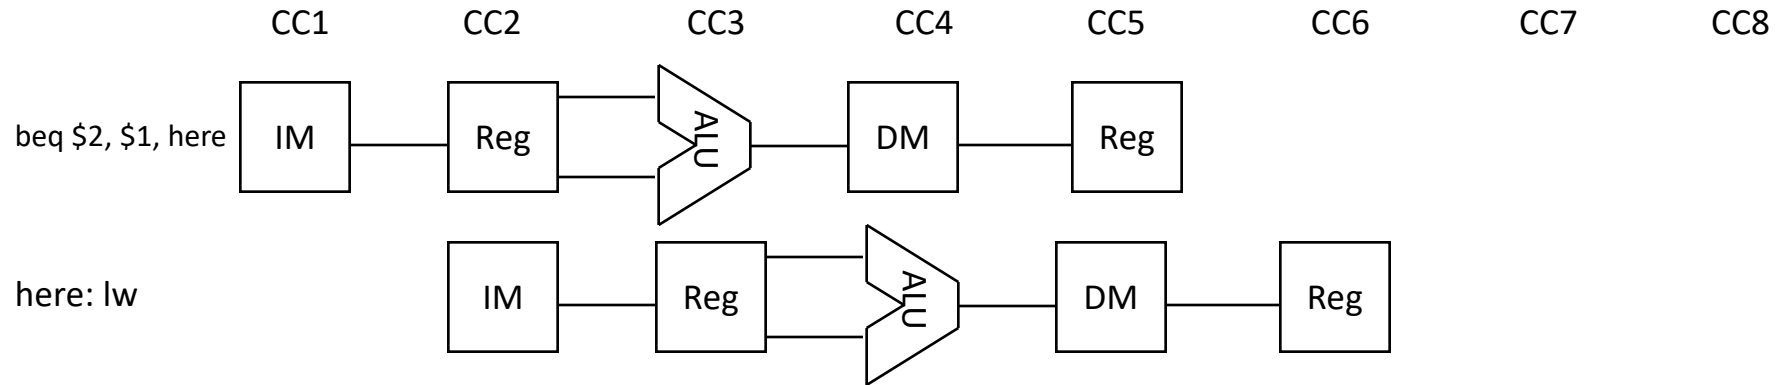 CC1 CC2 CC3 CC4 CC5 CC6 CC7 CC8
beq $2, $1, here IM Reg ALU DM Reg
here: lw IM Reg ALU DM Reg